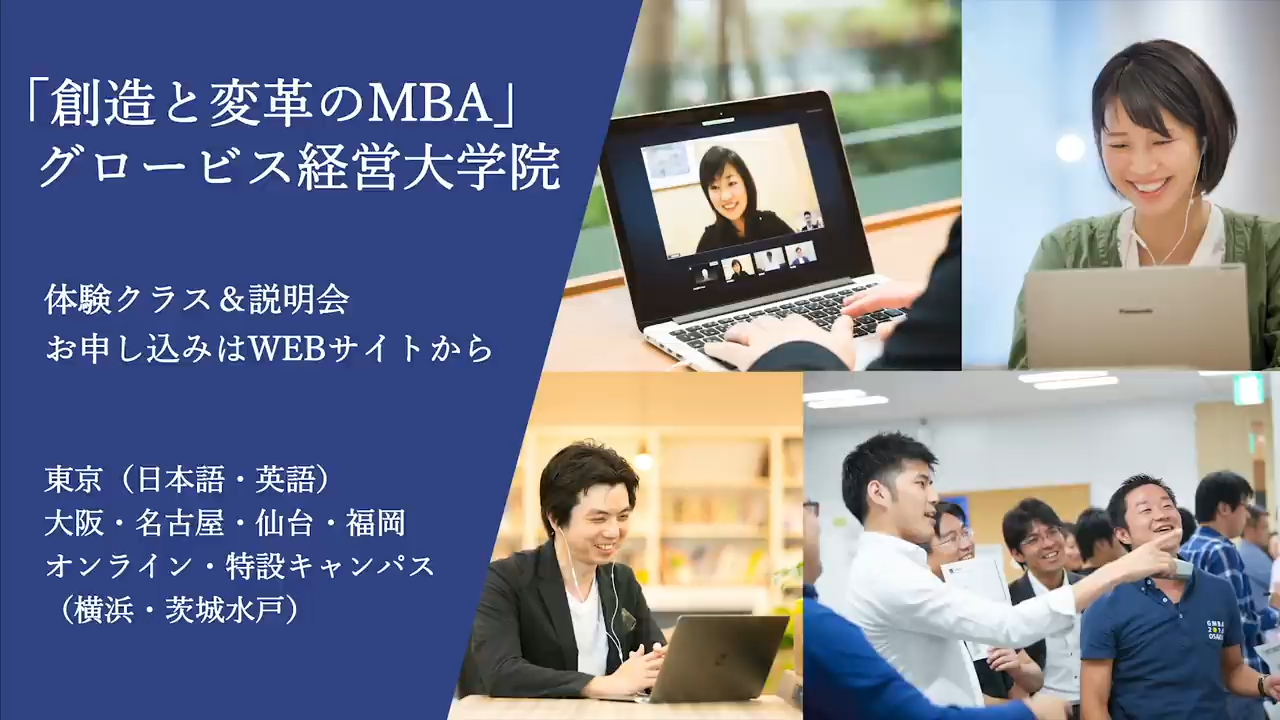 「創造と変革のMBA」
グロービス経営大学院
体験クラス＆説明会
お申し込みはWEBサイトから
東京（日本語・英語）
大阪・名古屋・仙台・福岡
オンライン・特設キャンパス
（横浜・茨城水戸）
Panasonic